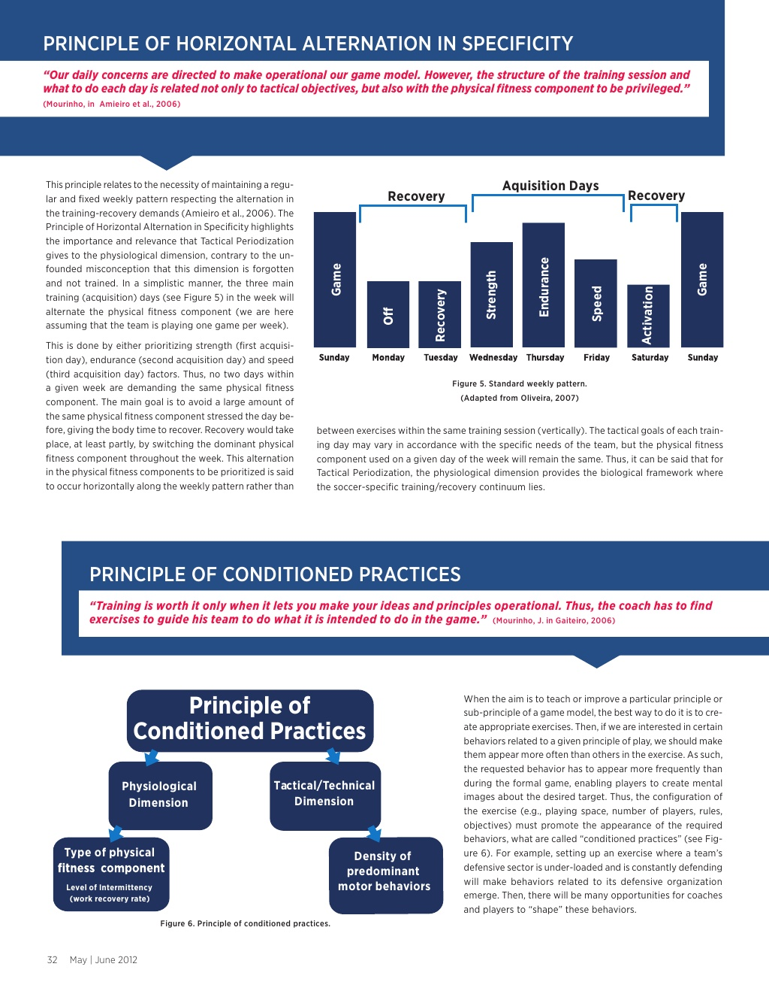 PRINCIPLE OF HORIZONTAL ALTERNATION IN SPECIFICITY
“Our daily concerns are directed to make operational our game model. However, the structure of the training session and
what to do each day is related not only to tactical objectives, but also with the physical fitness component to be privileged.”
(Mourinho, in Amieiro et al., 2006)
This principle relates to the necessity of maintaining a regu-
lar and fixed weekly pattern respecting the alternation in
the training-recovery demands (Amieiro et al., 2006). The
Principle of Horizontal Alternation in Specificity highlights
the importance and relevance that Tactical Periodization
gives to the physiological dimension, contrary to the un-
founded misconception that this dimension is forgotten
and not trained. In a simplistic manner, the three main
training (acquisition) days (see Figure 5) in the week will
alternate the physical fitness component (we are here
assuming that the team is playing one game per week).
This is done by either prioritizing strength (first acquisi-
tion day), endurance (second acquisition day) and speed
(third acquisition day) factors. Thus, no two days within
a given week are demanding the same physical fitness
component. The main goal is to avoid a large amount of
the same physical fitness component stressed the day be-
fore, giving the body time to recover. Recovery would take
place, at least partly, by switching the dominant physical
fitness component throughout the week. This alternation
in the physical fitness components to be prioritized is said
to occur horizontally along the weekly pattern rather than
Recovery
Aquisition Days
Recovery
Game
Off
Recovery
Strength
Endurance
Speed
Activation
Game
Sunday Monday Tuesday Wednesday Thursday Friday Saturday Sunday
Figure 5. Standard weekly pattern.
(Adapted from Oliveira, 2007)
between exercises within the same training session (vertically). The tactical goals of each train-
ing day may vary in accordance with the specific needs of the team, but the physical fitness
component used on a given day of the week will remain the same. Thus, it can be said that for
Tactical Periodization, the physiological dimension provides the biological framework where
the soccer-specific training/recovery continuum lies.
PRINCIPLE OF CONDITIONED PRACTICES
“Training is worth it only when it lets you make your ideas and principles operational. Thus, the coach has to find
exercises to guide his team to do what it is intended to do in the game.” (Mourinho, J. in Gaiteiro, 2006)
Principle of
Conditioned Practices
Physiological
Dimension
Tactical/Technical
Dimension
Type of physical
fitness component
Level of Intermittency
(work recovery rate)
Density of
predominant
motor behaviors
Figure 6. Principle of conditioned practices.
When the aim is to teach or improve a particular principle or
sub-principle of a game model, the best way to do it is to cre-
ate appropriate exercises. Then, if we are interested in certain
behaviors related to a given principle of play, we should make
them appear more often than others in the exercise. As such,
the requested behavior has to appear more frequently than
during the formal game, enabling players to create mental
images about the desired target. Thus, the configuration of
the exercise (e.g., playing space, number of players, rules,
objectives) must promote the appearance of the required
behaviors, what are called “conditioned practices” (see Fig-
ure 6). For example, setting up an exercise where a team’s
defensive sector is under-loaded and is constantly defending
will make behaviors related to its defensive organization
emerge. Then, there will be many opportunities for coaches
and players to “shape” these behaviors.
32 May | June 2012